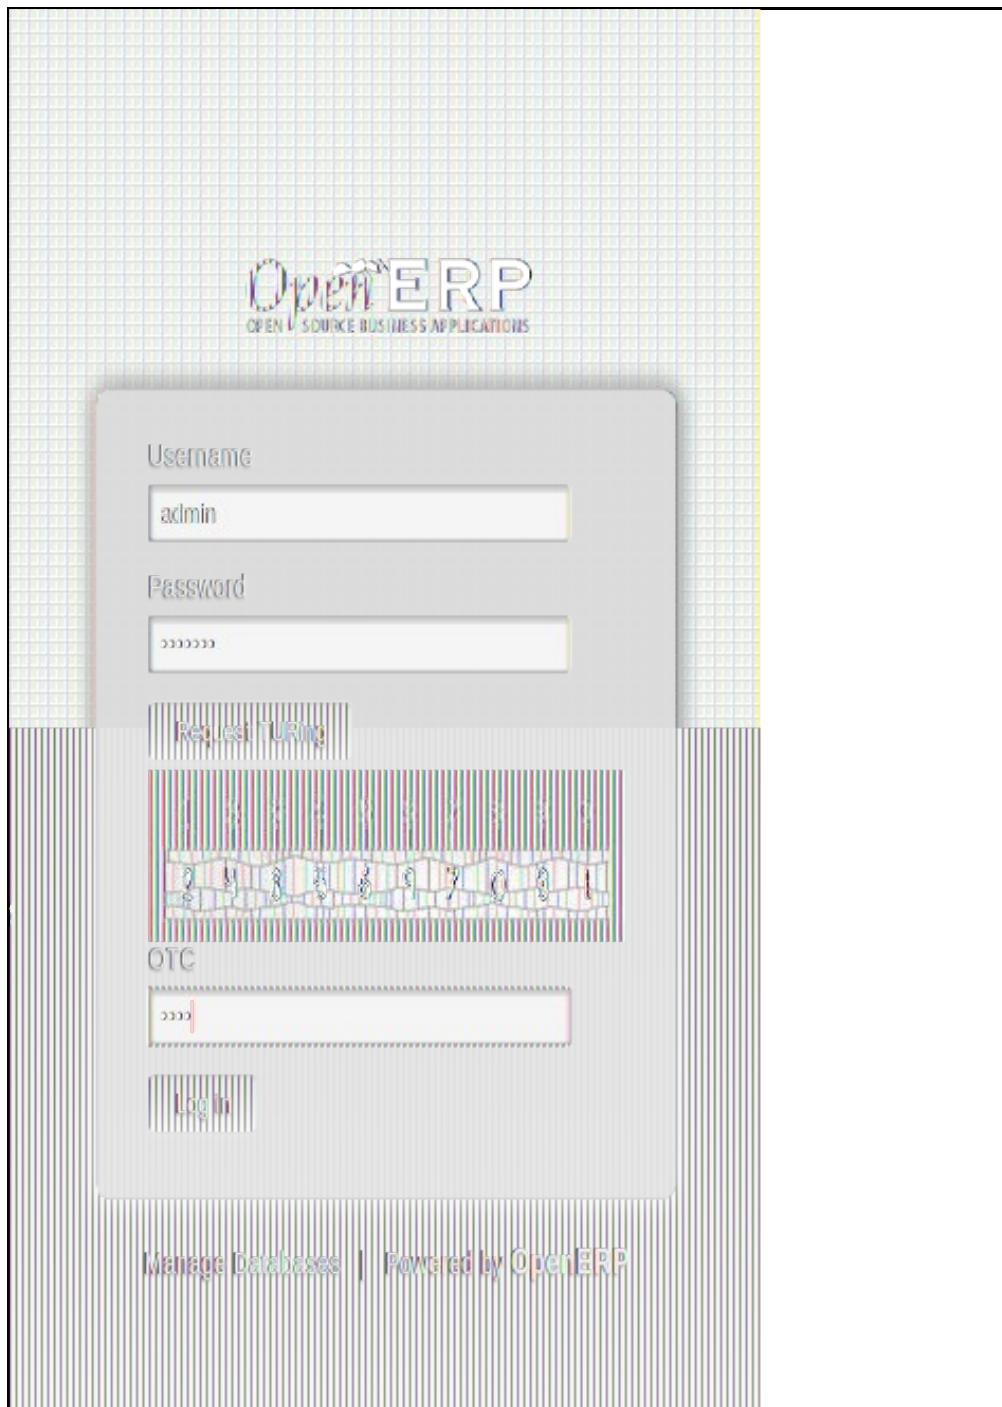 OpenERP
OPEN SOURCE BUSINESS APPLICATIONS
Username
admin
Password
Request TURing
OTC
Log in
Manage Databases | Powered by OpenERP